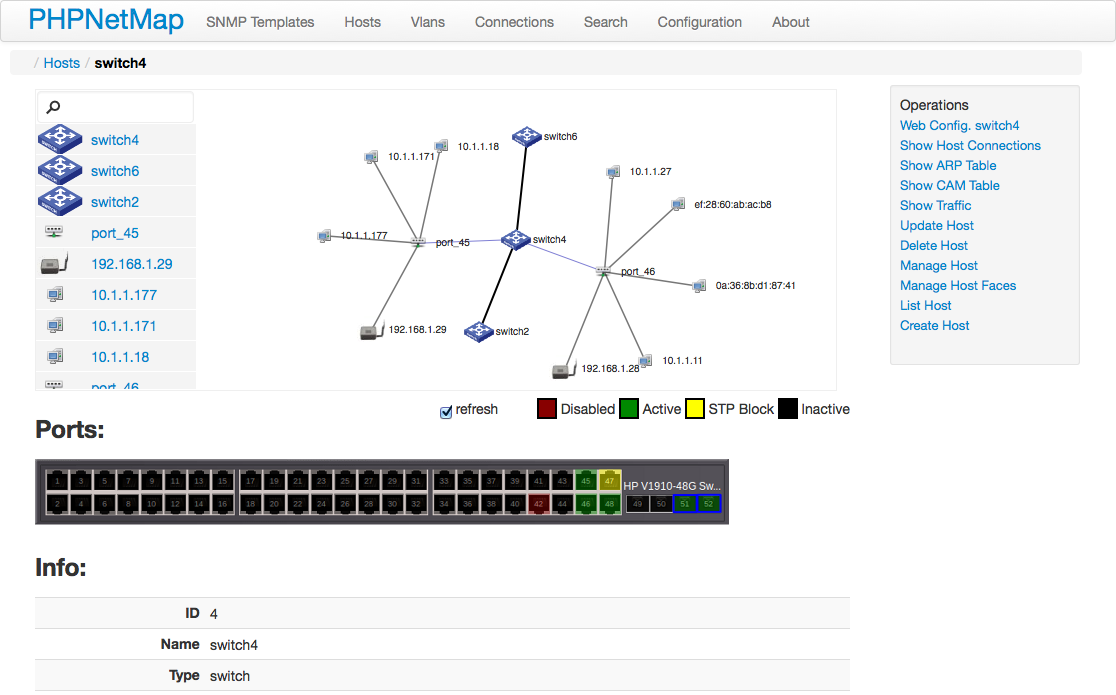 PHPNetMap SNMP Templates Hosts Vlans Connections Search Configuration About
/ Hosts / switch4
switch4
switch6
switch2
port_45
192.168.1.29
10.1.1.177
10.1.1.171
10.1.1.18
port_46
switch6
10.1.1.18
10.1.1.171
10.1.1.27
ef:28:60:ab:ac:b8
10.1.1.177
port_45
switch4
port_46
0a:36:8b:d1:87:41
192.168.1.29
switch2
10.1.1.11
192.168.1.28
Operations
Web Config. switch4
Show Host Connections
Show ARP Table
Show CAM Table
Show Traffic
Update Host
Delete Host
Manage Host
Manage Host Faces
List Host
Create Host
refresh Disabled Active STP Block Inactive
Ports:
1 3 5 7 9 11 13 15 17 19 21 23 25 27 29 31 33 35 37 39 41 43 45 47
HP V1910-48G Sw...
2 4 6 8 10 12 14 16 18 20 22 24 26 28 30 32 34 36 38 40 42 44 46 48 49 50 51 52
Info:
ID 4
Name switch4
Type switch